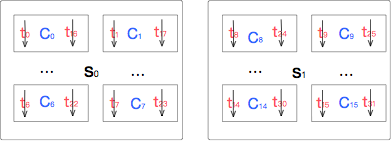 t0 C0 t16 t1 C1 t17
... S0 ...
t6 C6 t22 t7 C7 t23
t8 C8 t24 t9 C9 t25
... S1 ...
t14 C14 t30 t15 C15 t31